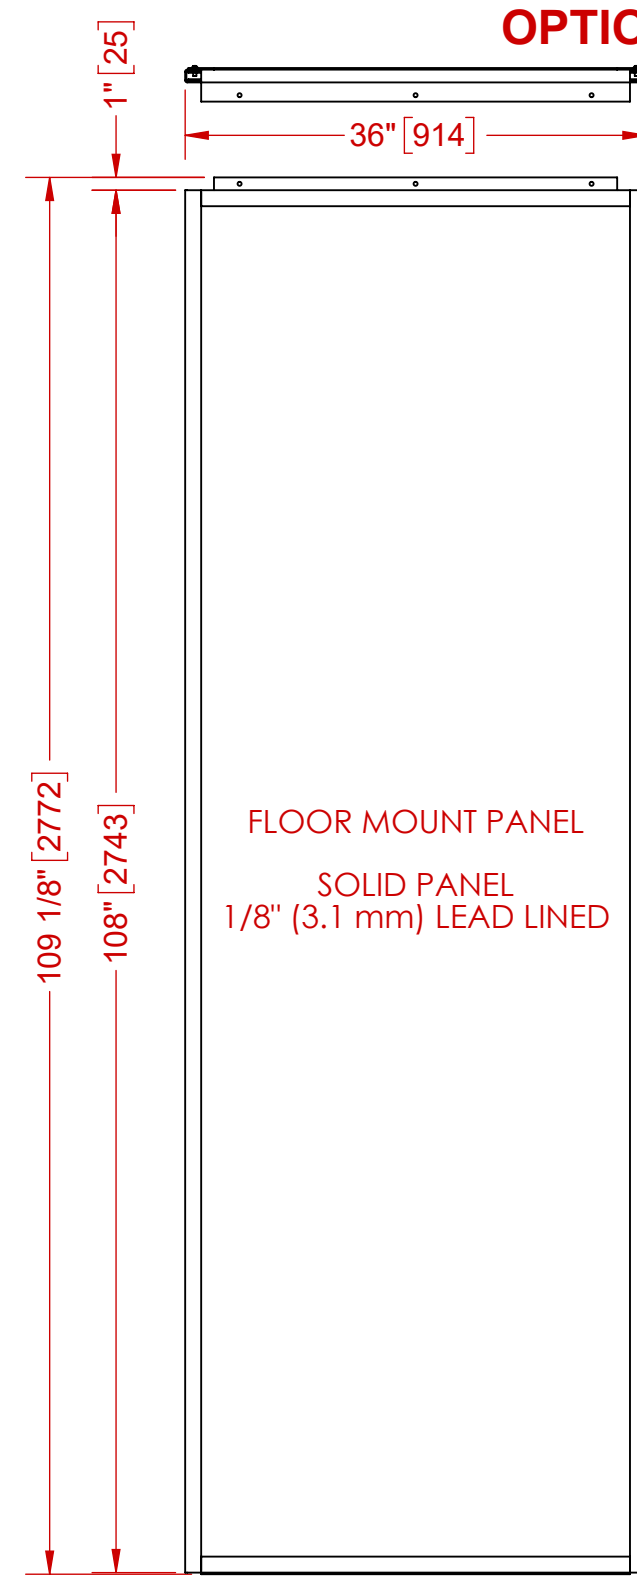 OPTIO
1" [25]
36" [914]
109 1/8" [2772]
108" [2743]
FLOOR MOUNT PANEL
SOLID PANEL
1/8" (3.1 mm) LEAD LINED